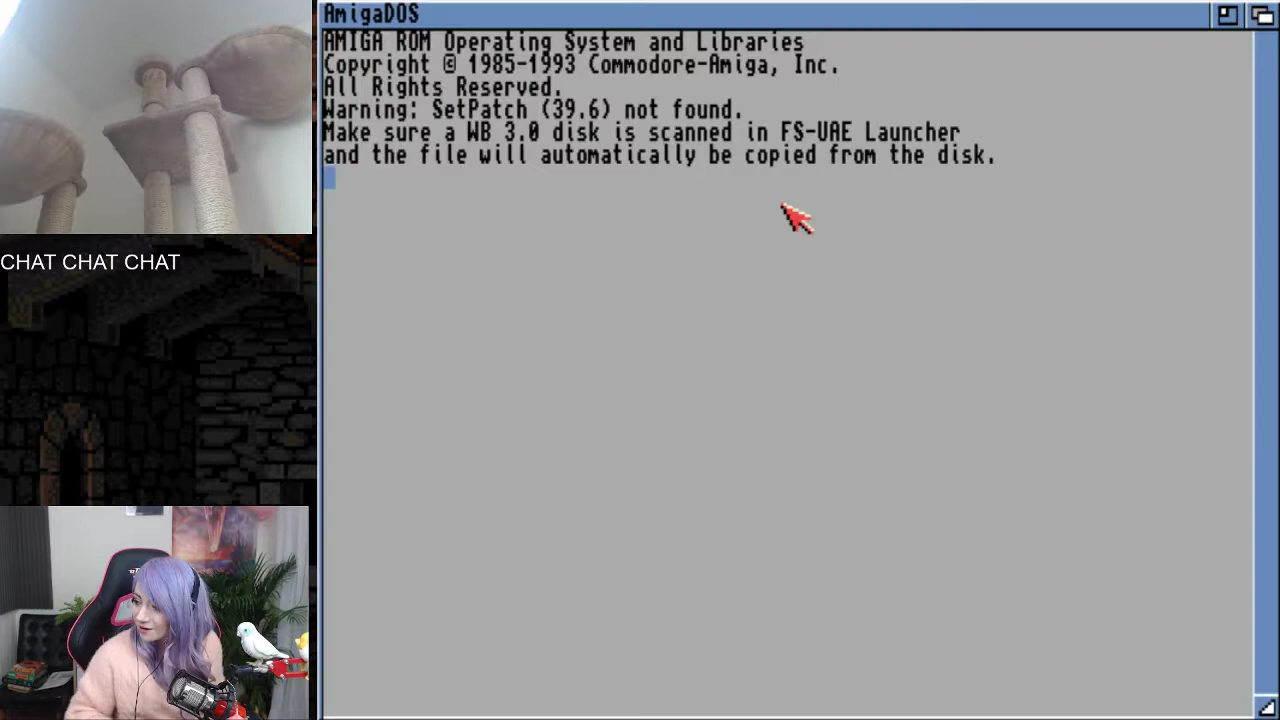 AmigaDOS
AMIGA ROM Operating System and Libraries
Copyright © 1985-1993 Commodore-Amiga, Inc.
All Rights Reserved.
Warning: SetPatch (39.6) not found.
Make sure a WB 3.0 disk is scanned in FS-UAE Launcher
and the file will automatically be copied from the disk.
CHAT CHAT CHAT